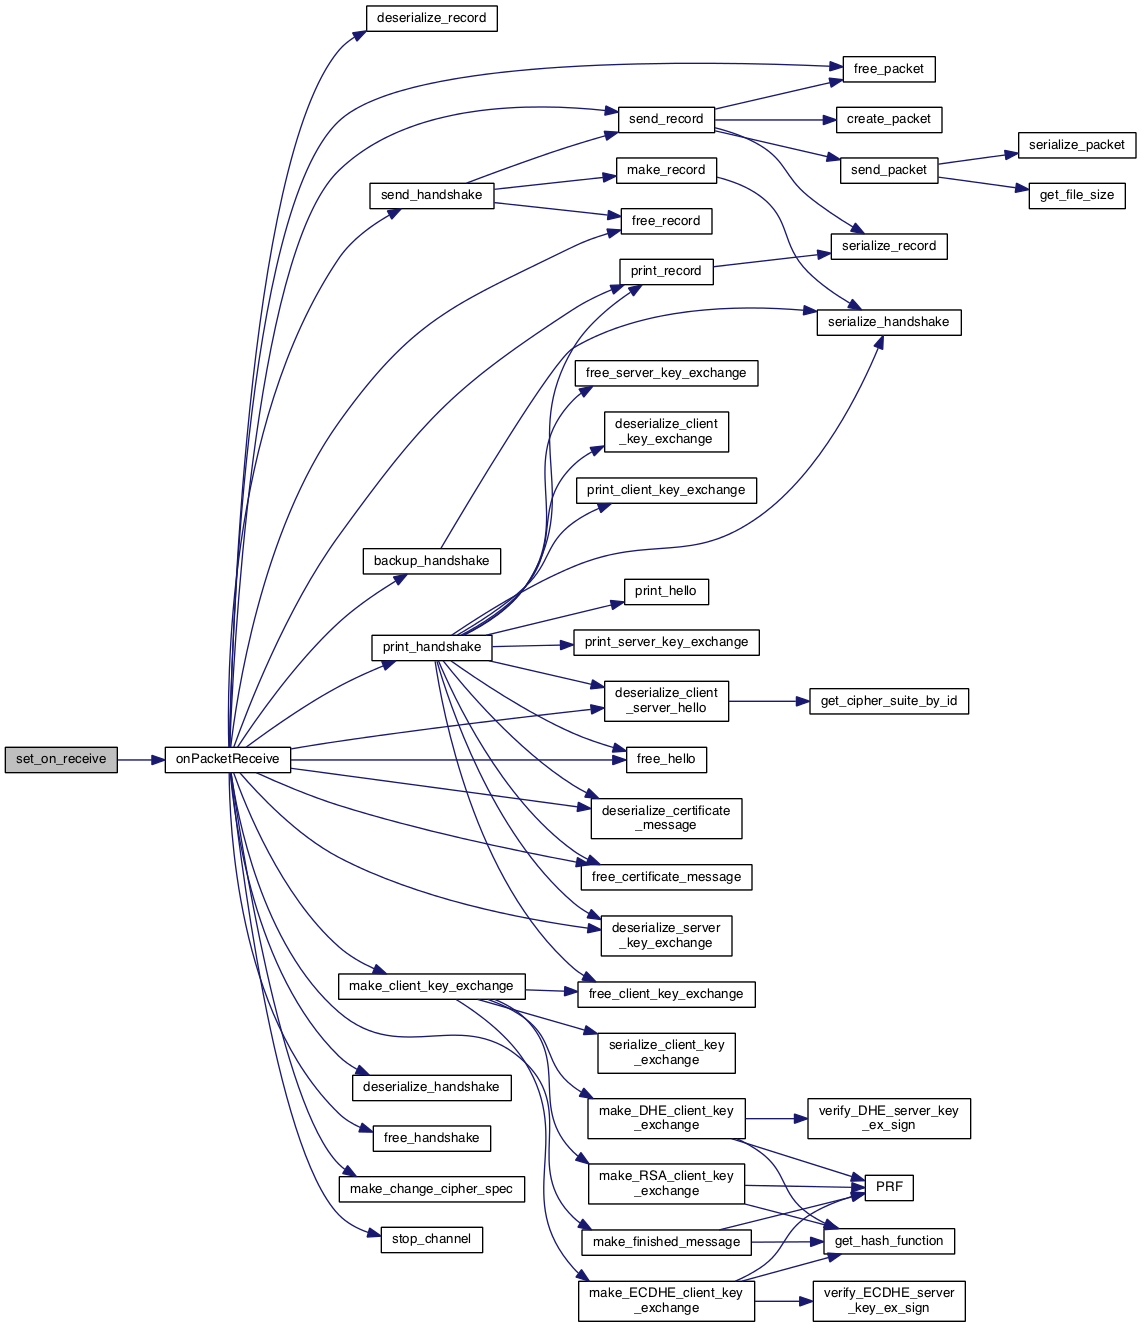 deserialize_record
free_packet
send_record
create_packet
serialize_packet
make_record
send_packet
send_handshake
get_file_size
free_record
serialize_record
print_record
serialize_handshake
free_server_key_exchange
deserialize_client
_key_exchange
print_client_key_exchange
backup_handshake
print_hello
print_handshake
print_server_key_exchange
deserialize_client
_server_hello
get_cipher_suite_by_id
set_on_receive
onPacketReceive
free_hello
deserialize_certificate
_message
free_certificate_message
deserialize_server
_key_exchange
make_client_key_exchange
free_client_key_exchange
serialize_client_key
_exchange
deserialize_handshake
make_DHE_client_key
_exchange
verify_DHE_server_key
_ex_sign
free_handshake
make_RSA_client_key
_exchange
PRF
make_change_cipher_spec
stop_channel
make_finished_message
get_hash_function
make_ECDHE_client_key
_exchange
verify_ECDHE_server
_key_ex_sign